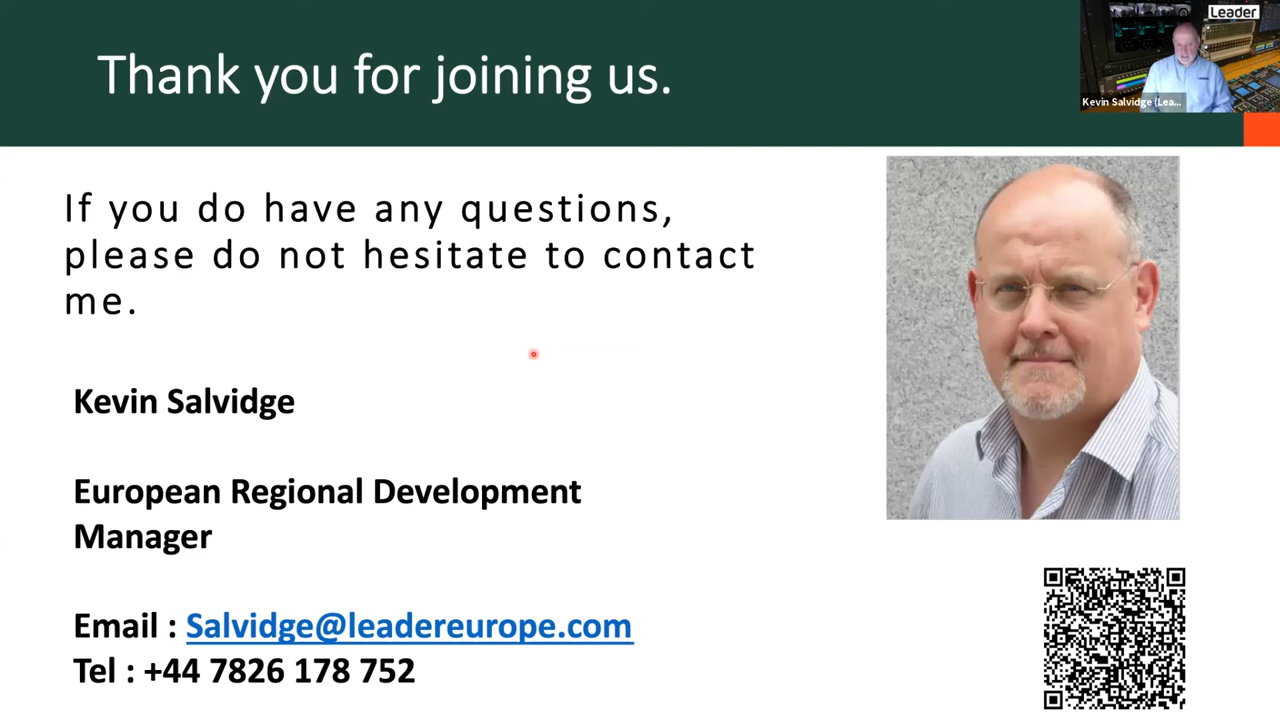 Thank you for joining us.
Leader
Kevin Salvidge (Lea...
If you do have any questions,
please do not hesitate to contact
me.
Kevin Salvidge
European Regional Development
Manager
Email : Salvidge@leadereurope.com
Tel : +44 7826 178 752